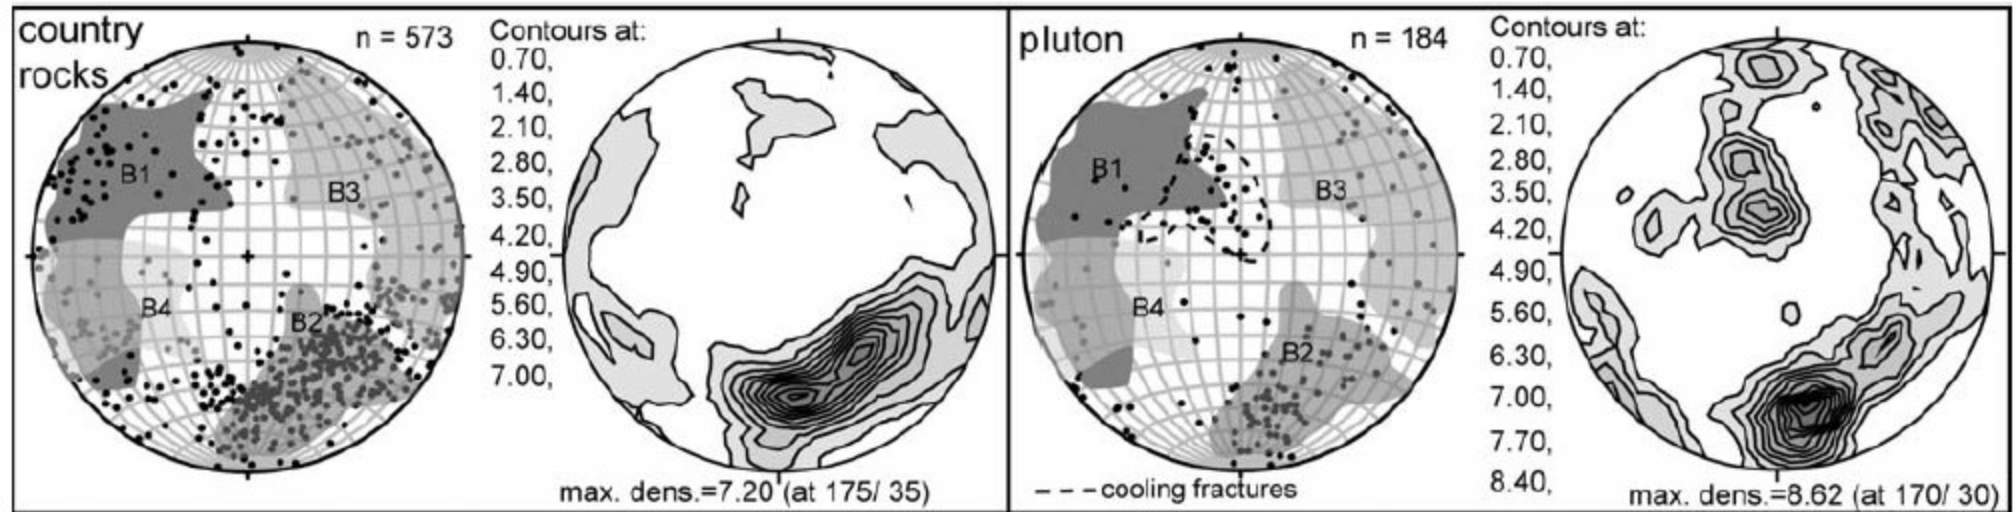 country
rocks
n = 573
B1
B3
B4
B2
Contours at:
0.70,
1.40,
2.10,
2.80,
3.50,
4.20,
4.90,
5.60,
6.30,
7.00,
max. dens.=7.20 (at 175/ 35)
pluton
n = 184
B1
B3
B4
B2
---cooling fractures
Contours at:
0.70,
1.40,
2.10,
2.80,
3.50,
4.20,
4.90,
5.60,
6.30,
7.00,
7.70,
8.40,
max. dens.=8.62 (at 170/ 30)